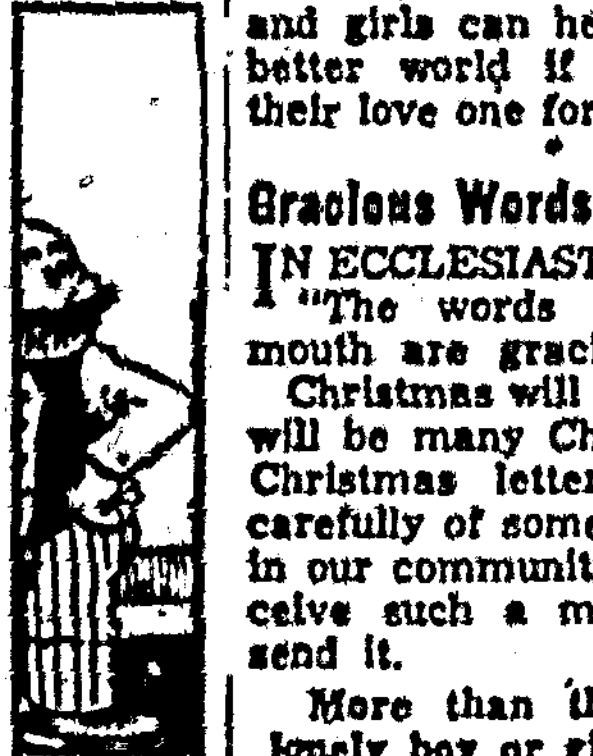 and girls can he
better world if
their love one for
Gracious Words
IN ECCLESIAST
"The words
mouth are graci
Christmas will
will be many Ch
Christmas letter
carefully of some
in our communit
ceive such a m
send it.
More than th
lonely boy or gi